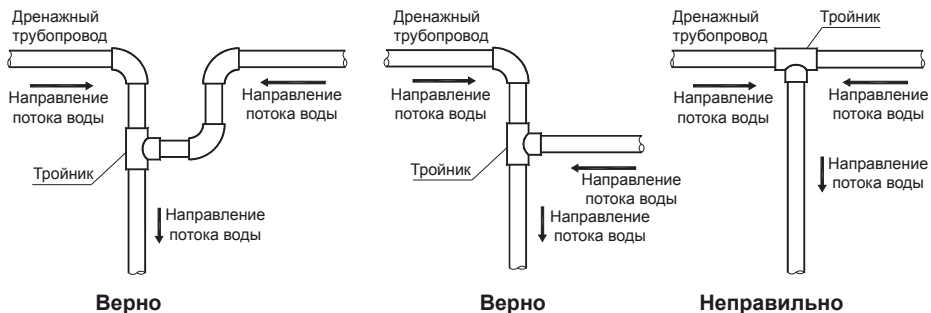 Дренажный
трубопровод
Направление
потока воды
Направление
потока воды
Тройник
Направление
потока воды
Верно
Дренажный
трубопровод
Направление
потока воды
Тройник
Направление
потока воды
Направление
потока воды
Верно
Дренажный
трубопровод
Тройник
Направление
потока воды
Направление
потока воды
Направление
потока воды
Неправильно